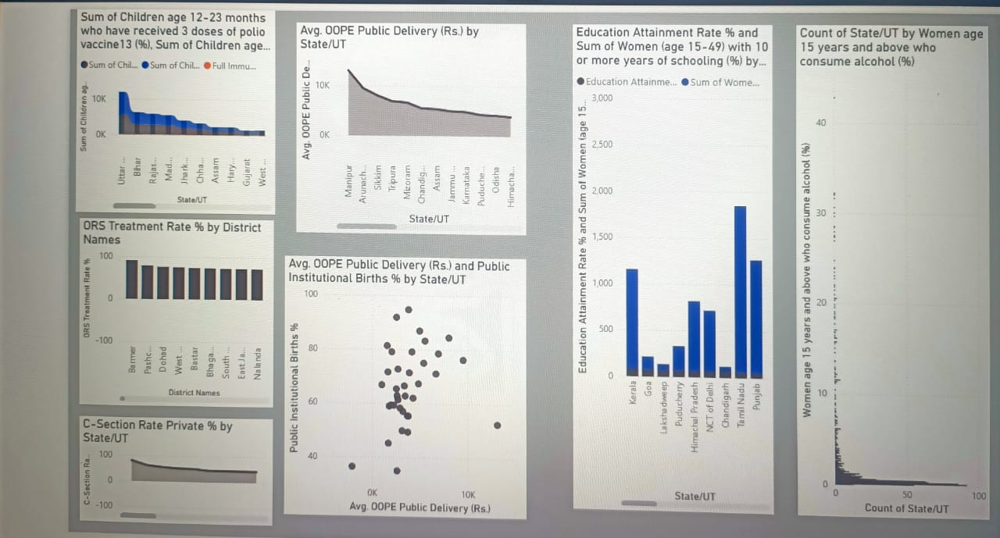 Sum of Children age 12-23 months
who have received 3 doses of polio
vaccine13 (%), Sum of Children age...
Sum of Chil... Sum of Chil... Full Immu...
Sum of Children ag...
10K
0K
Uttar ... Bihar Rajas... Mad... Jhark... Chha... Assam Hary... Gujarat West ...
State/UT
ORS Treatment Rate % by District
Names
ORS Treatment Rate %
100
0
-100
Barmer Pashc... Dohad West ... Bastar Bhaga... South ... East Ja... Nalanda
District Names
C-Section Rate Private % by
State/UT
C-Section Ra...
100
0
-100
Avg. OOPE Public Delivery (Rs.) by
State/UT
Avg. OOPE Public De...
10K
0K
Manipur Arunach... Sikkim Tripura Mizoram Chandig... Assam Jammu ... Karnataka Puduche... Odisha Himacha...
State/UT
Avg. OOPE Public Delivery (Rs.) and Public
Institutional Births % by State/UT
Public Institutional Births %
100
80
60
40
0K 10K
Avg. OOPE Public Delivery (Rs.)
Education Attainment Rate % and
Sum of Women (age 15-49) with 10
or more years of schooling (%) by...
Education Attainme... Sum of Wome...
Education Attainment Rate % and Sum of Women (age 15...
3,000
2,500
2,000
1,500
1,000
500
0
Kerala Goa Lakshadweep Puducherry Himachal Pradesh NCT of Delhi Chandigarh Tamil Nadu Punjab
State/UT
Count of State/UT by Women age
15 years and above who
consume alcohol (%)
Women age 15 years and above who consume alcohol (%)
40
30
20
10
0
0 50 100
Count of State/UT